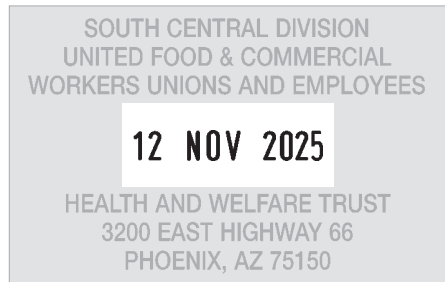 SOUTH CENTRAL DIVISION
UNITED FOOD & COMMERCIAL
WORKERS UNIONS AND EMPLOYEES
12 NOV 2025
HEALTH AND WELFARE TRUST
3200 EAST HIGHWAY 66
PHOENIX, AZ 75150